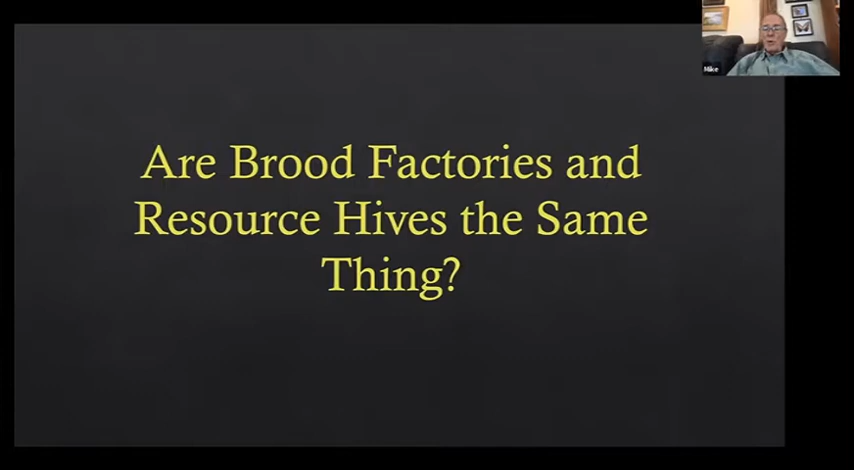 Are Brood Factories and
Resource Hives the Same
Thing?
Mike